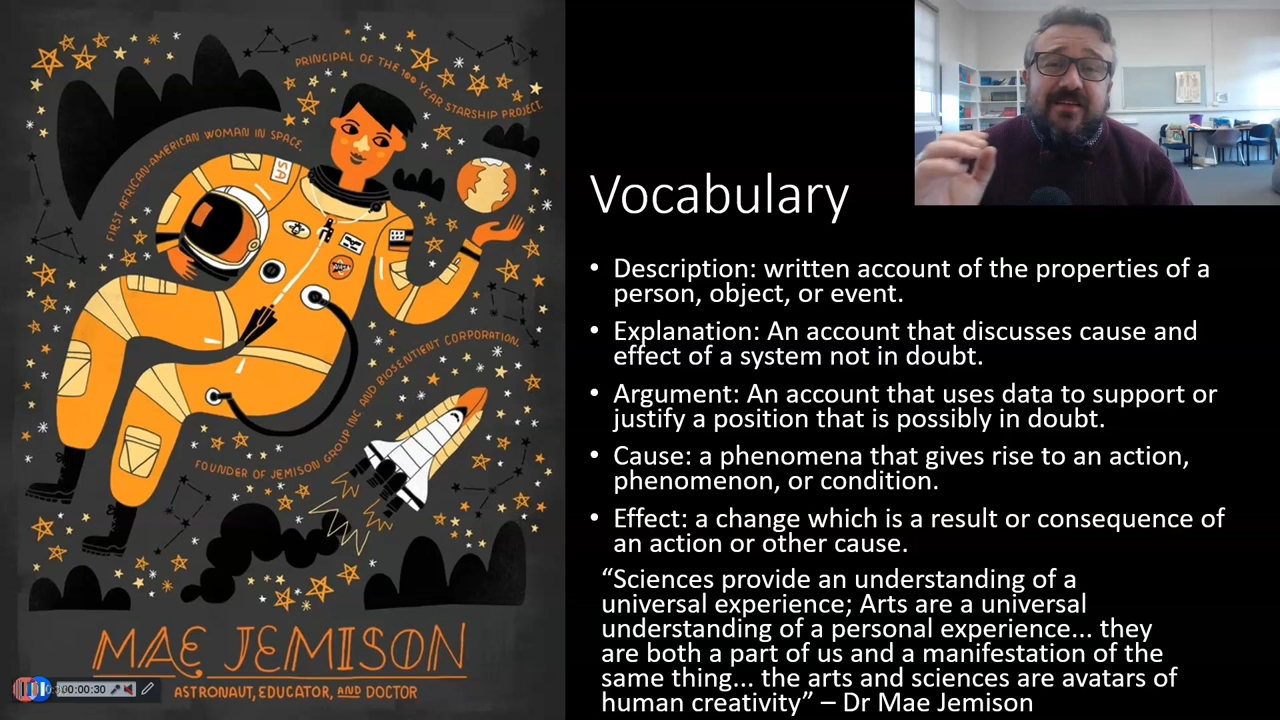 PRINCIPAL OF THE 100 YEAR STARSHIP PROJECT.
FIRST AFRICAN-AMERICAN WOMAN IN SPACE.
NASA
FOUNDER OF JEMISON GROUP INC AND BIOSENTIENT CORPORATION.
MAE JEMISON
ASTRONAUT, EDUCATOR, AND DOCTOR
Vocabulary
• Description: written account of the properties of a
person, object, or event.
• Explanation: An account that discusses cause and
effect of a system not in doubt.
• Argument: An account that uses data to support or
justify a position that is possibly in doubt.
• Cause: a phenomena that gives rise to an action,
phenomenon, or condition.
• Effect: a change which is a result or consequence of
an action or other cause.
“Sciences provide an understanding of a
universal experience; Arts are a universal
understanding of a personal experience... they
are both a part of us and a manifestation of the
same thing... the arts and sciences are avatars of
human creativity” – Dr Mae Jemison